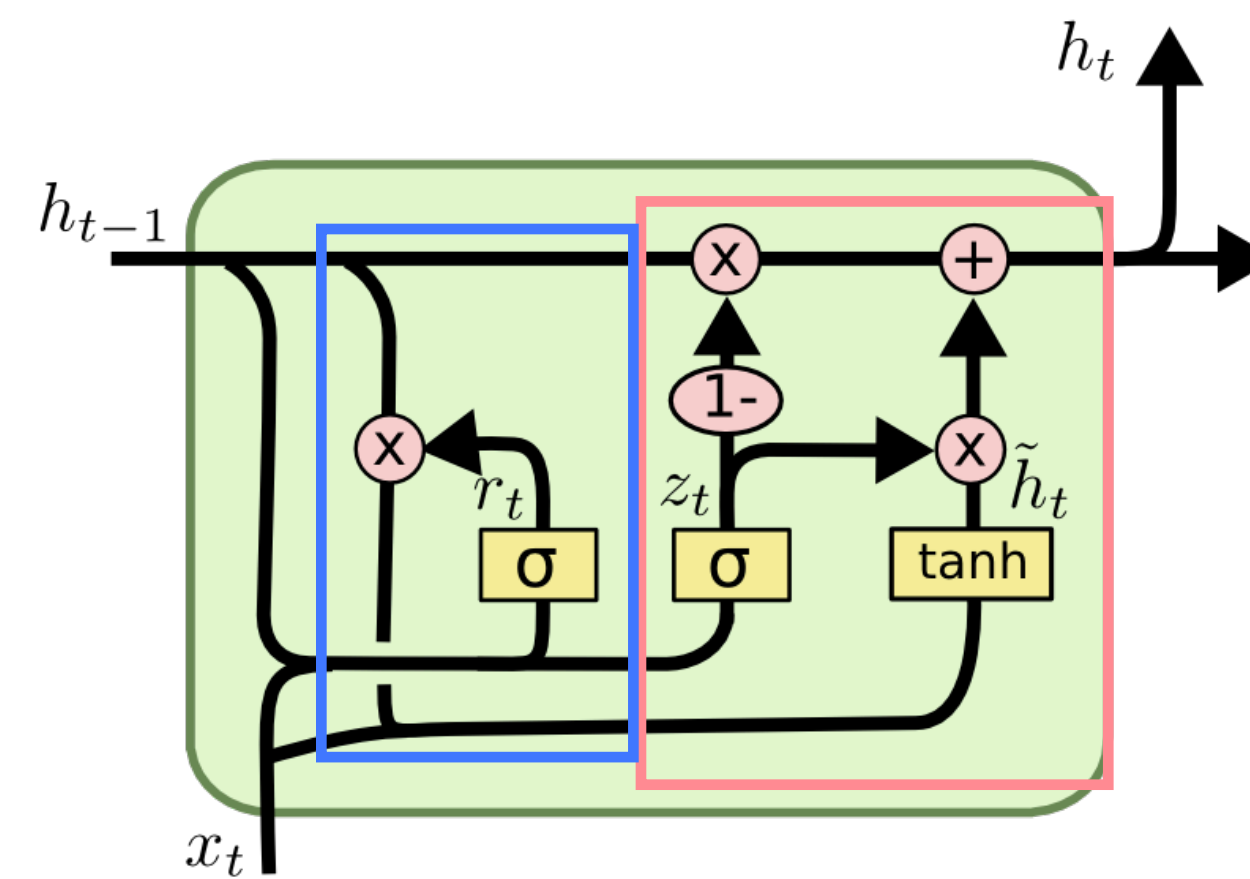 h_t
h_{t-1}
x +
1-
x x
r_t z_t h̃_t
σ σ tanh
x_t